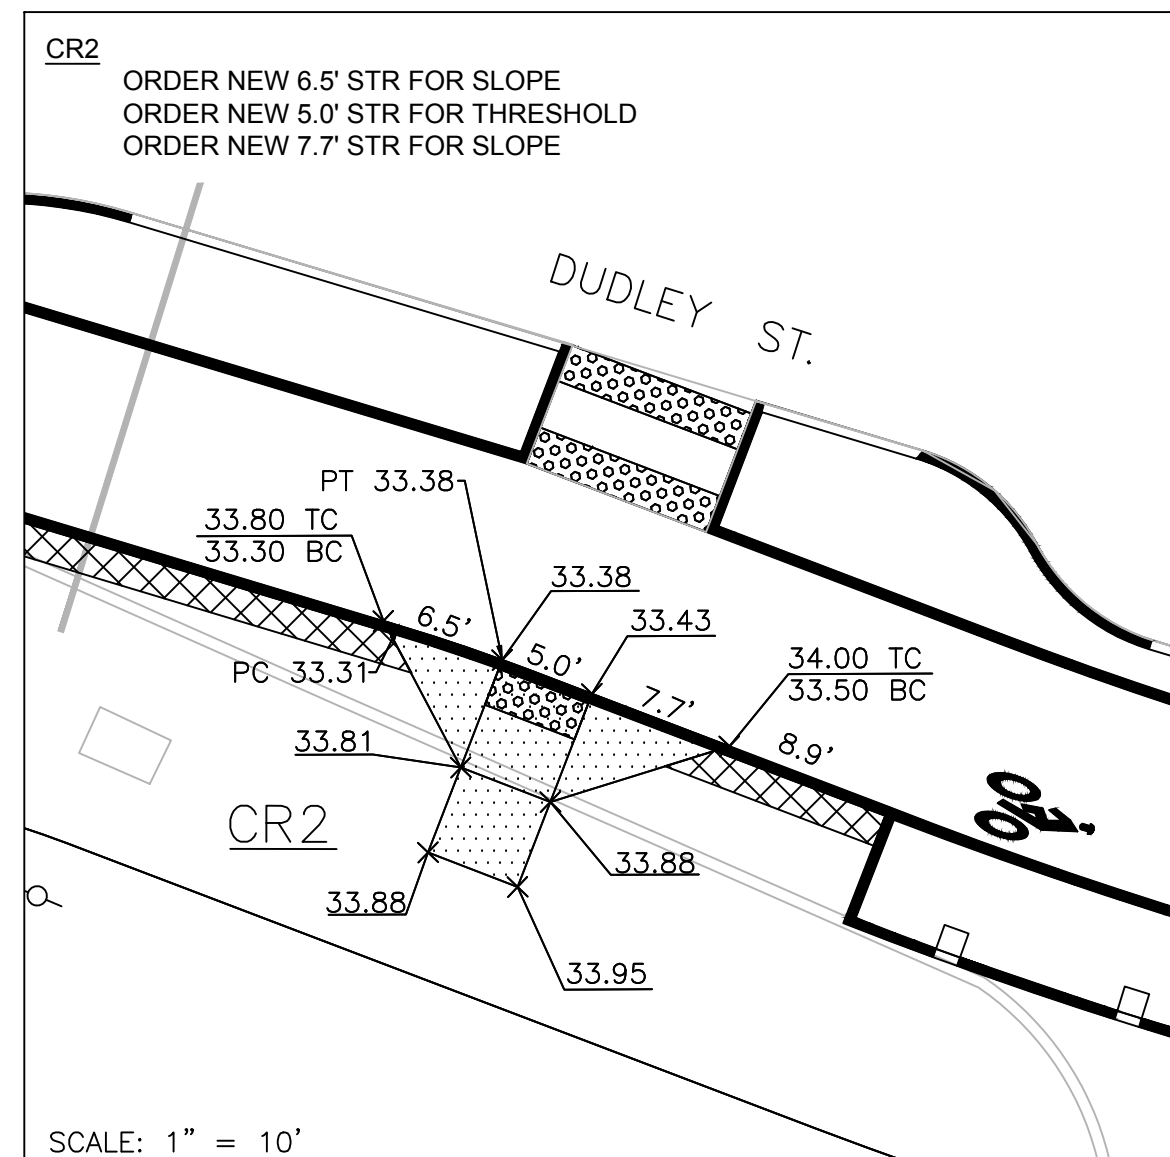 CR2
ORDER NEW 6.5' STR FOR SLOPE
ORDER NEW 5.0' STR FOR THRESHOLD
ORDER NEW 7.7' STR FOR SLOPE
DUDLEY ST.
PT 33.38
33.80 TC
33.30 BC
33.38
6.5'
33.43
5.0'
34.00 TC
33.50 BC
PC 33.31
7.7'
33.81
8.9'
CR2
33.88
33.88
33.95
SCALE: 1" = 10'